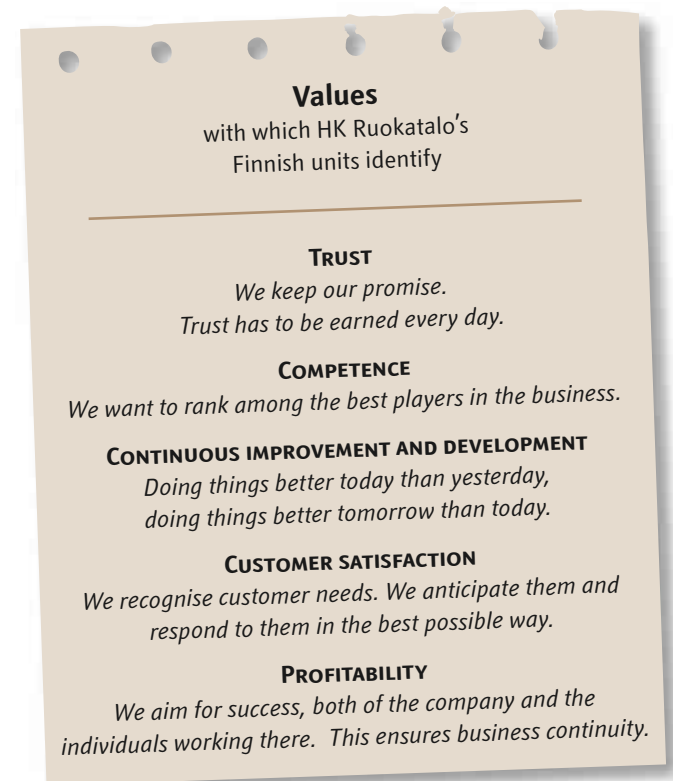 Values
with which HK Ruokatalo's
Finnish units identify
TRUST
We keep our promise.
Trust has to be earned every day.
COMPETENCE
We want to rank among the best players in the business.
CONTINUOUS IMPROVEMENT AND DEVELOPMENT
Doing things better today than yesterday,
doing things better tomorrow than today.
CUSTOMER SATISFACTION
We recognise customer needs. We anticipate them and
respond to them in the best possible way.
PROFITABILITY
We aim for success, both of the company and the
individuals working there.  This ensures business continuity.